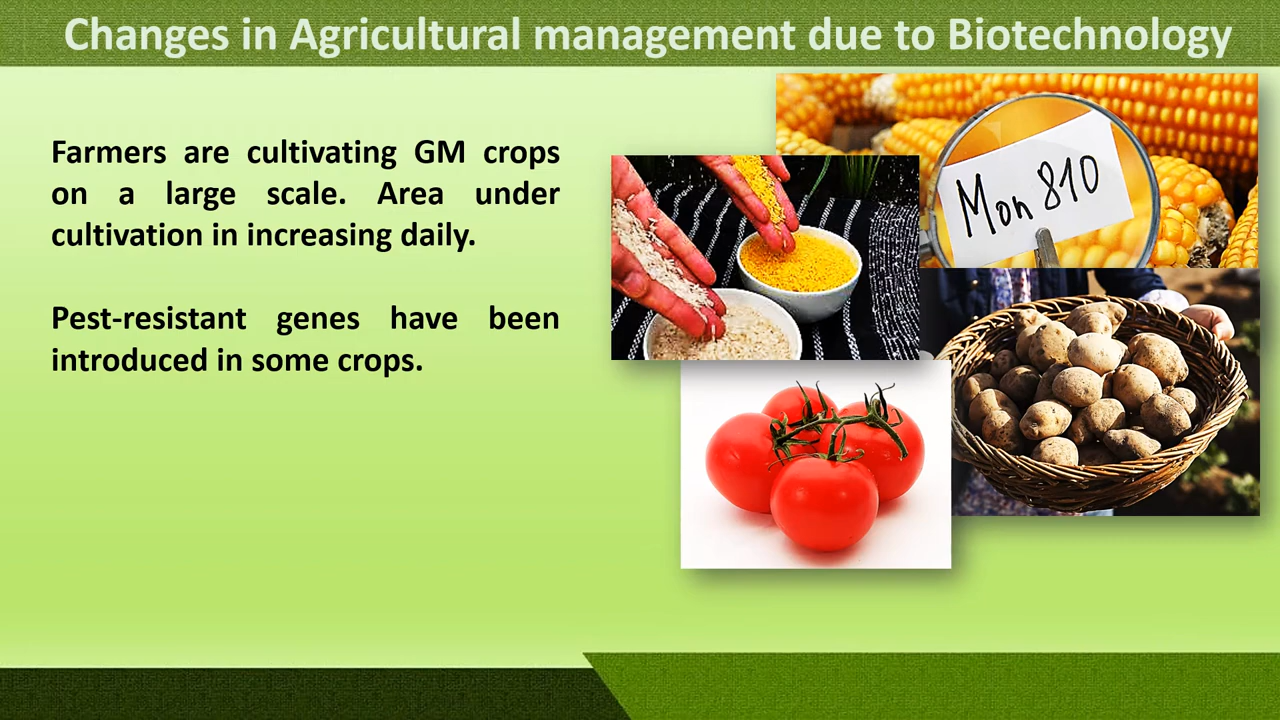 Changes in Agricultural management due to Biotechnology
Farmers are cultivating GM crops
on a large scale. Area under
cultivation in increasing daily.
Pest-resistant genes have been
introduced in some crops.
Mon 810